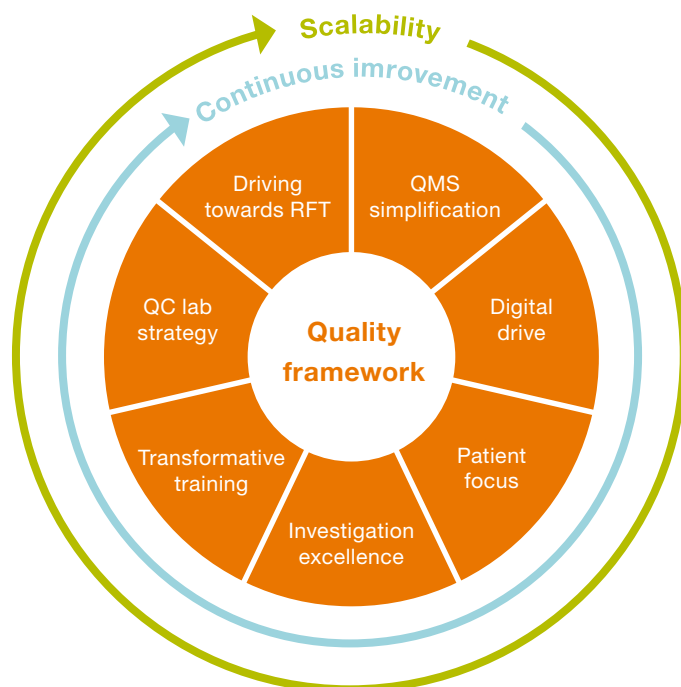 Scalability
Continuous imrovement
Driving
towards RFT
QMS
simplification
QC lab
strategy
Digital
drive
Quality
framework
Transformative
training
Patient
focus
Investigation
excellence